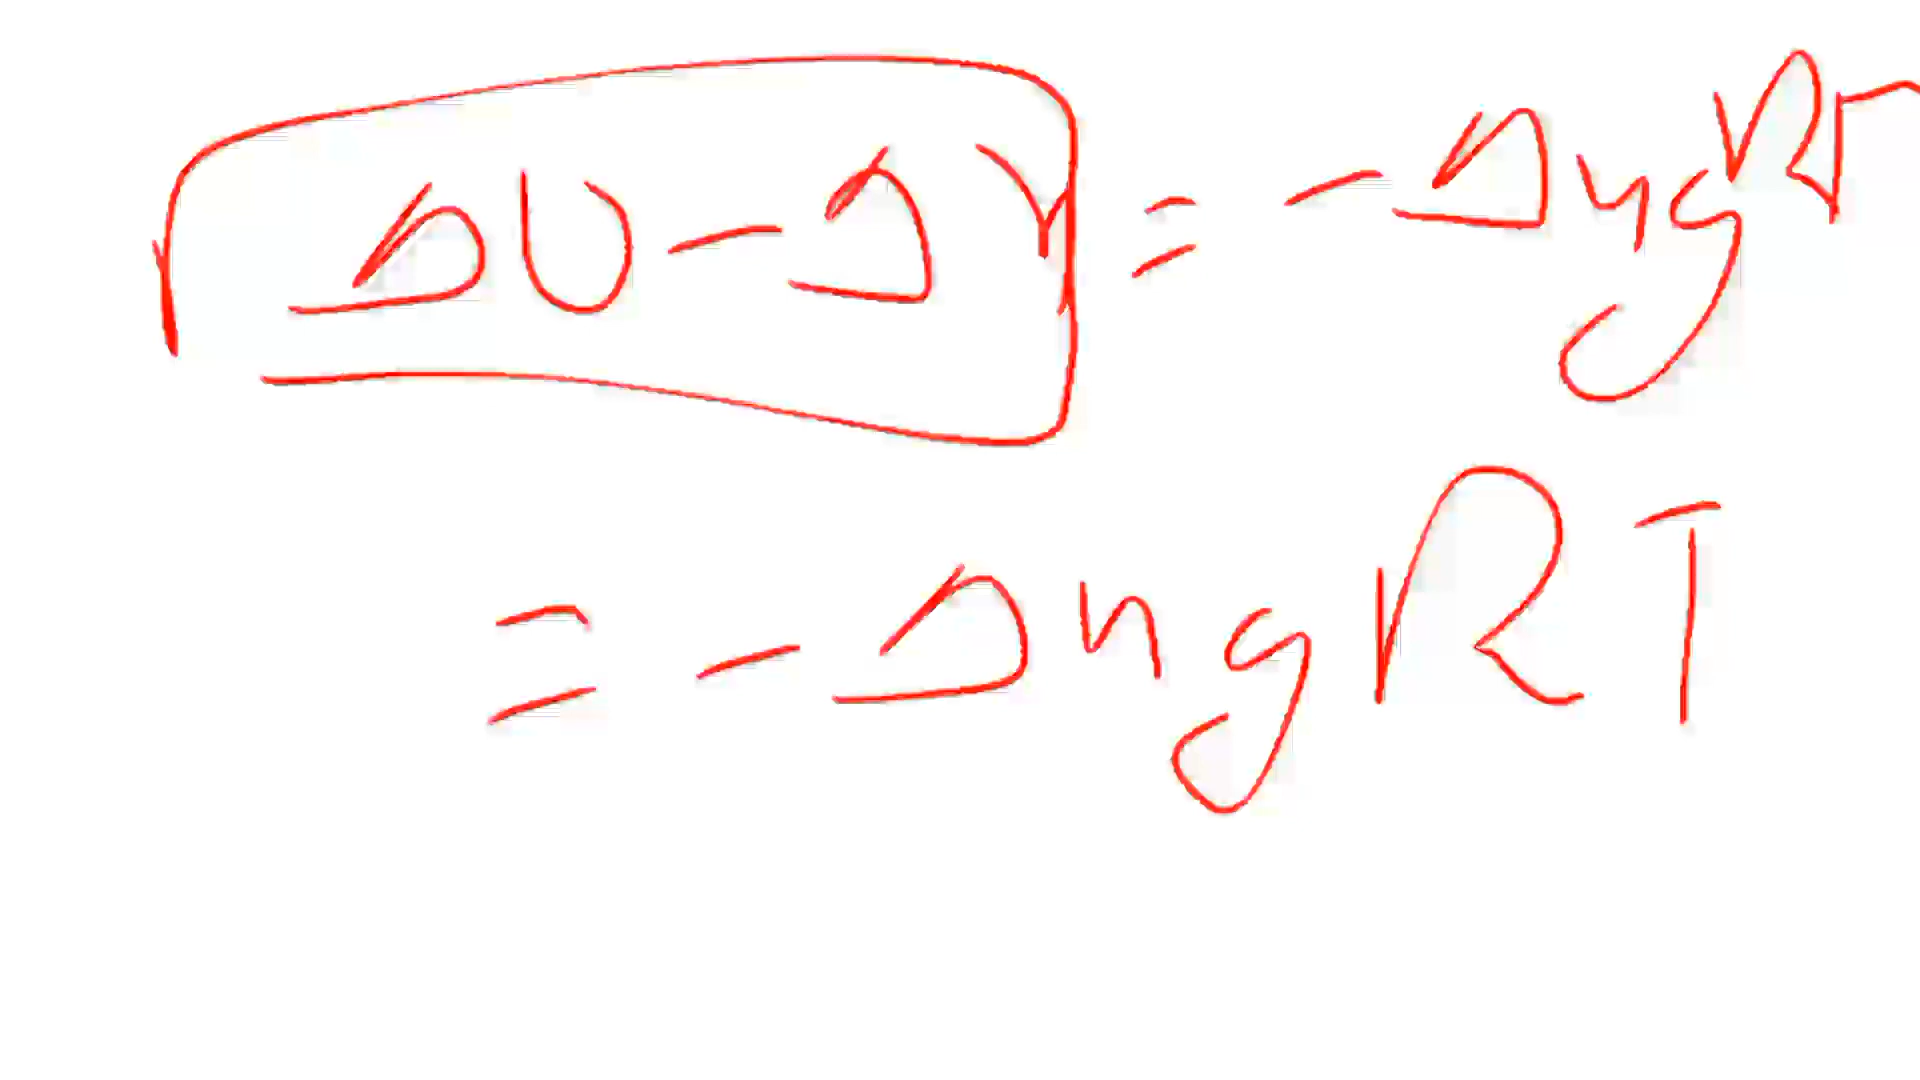 ΔU - ΔH = -ΔngRT
= -ΔngRT